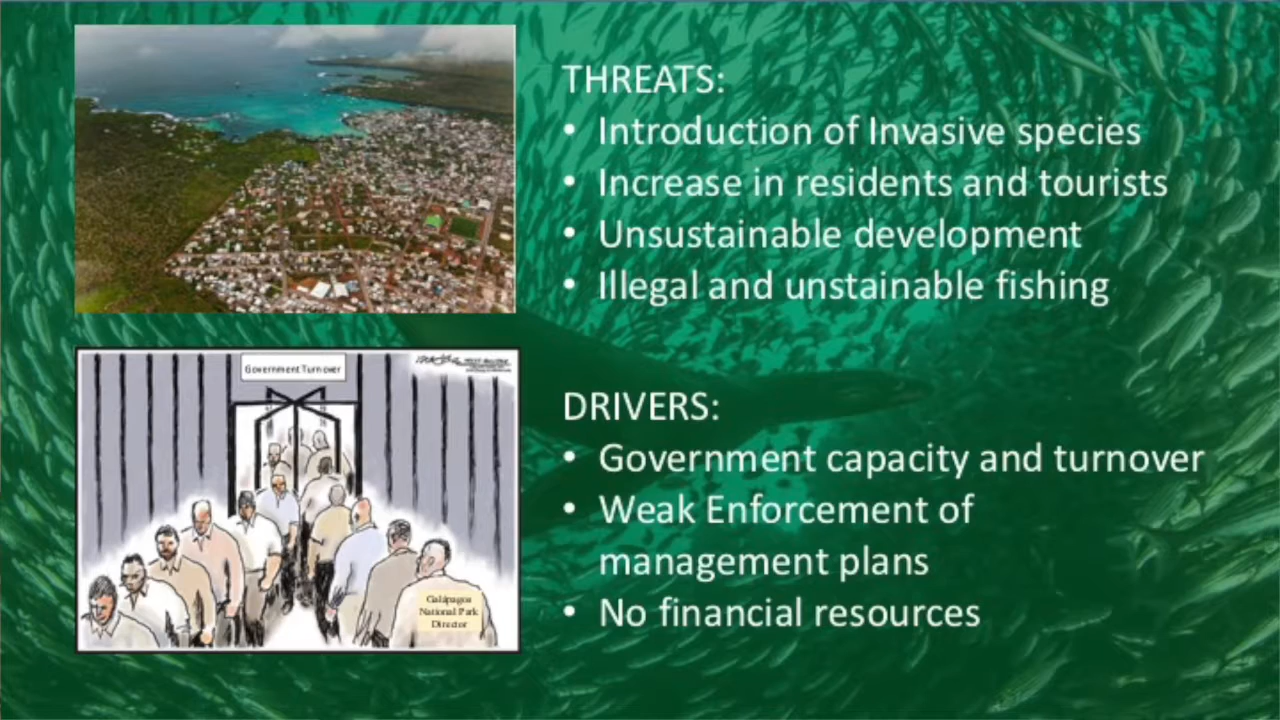 THREATS:
• Introduction of Invasive species
• Increase in residents and tourists
• Unsustainable development
• Illegal and unstainable fishing
Government Turnover
DRIVERS:
• Government capacity and turnover
• Weak Enforcement of
management plans
• No financial resources
Galápagos
National Park
Director